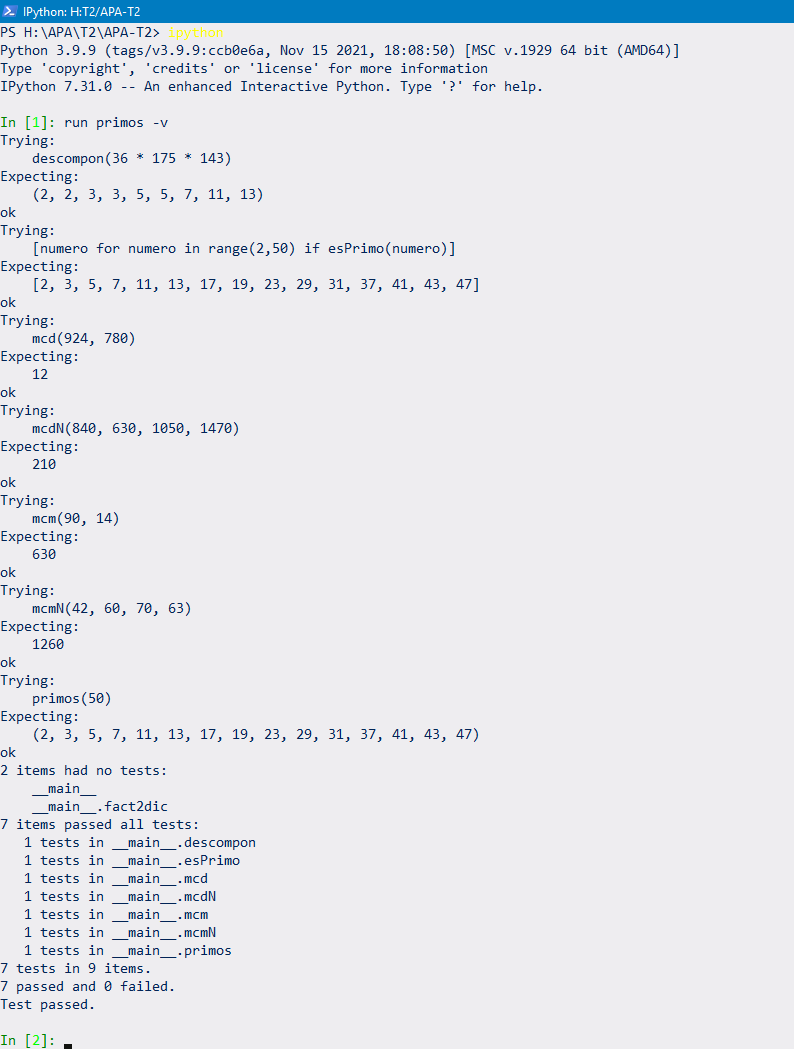 IPython: H:T2/APA-T2
PS H:\APA\T2\APA-T2> ipython
Python 3.9.9 (tags/v3.9.9:ccb0e6a, Nov 15 2021, 18:08:50) [MSC v.1929 64 bit (AMD64)]
Type 'copyright', 'credits' or 'license' for more information
IPython 7.31.0 -- An enhanced Interactive Python. Type '?' for help.

In [1]: run primos -v
Trying:
    descompon(36 * 175 * 143)
Expecting:
    (2, 2, 3, 3, 5, 5, 7, 11, 13)
ok
Trying:
    [numero for numero in range(2,50) if esPrimo(numero)]
Expecting:
    [2, 3, 5, 7, 11, 13, 17, 19, 23, 29, 31, 37, 41, 43, 47]
ok
Trying:
    mcd(924, 780)
Expecting:
    12
ok
Trying:
    mcdN(840, 630, 1050, 1470)
Expecting:
    210
ok
Trying:
    mcm(90, 14)
Expecting:
    630
ok
Trying:
    mcmN(42, 60, 70, 63)
Expecting:
    1260
ok
Trying:
    primos(50)
Expecting:
    (2, 3, 5, 7, 11, 13, 17, 19, 23, 29, 31, 37, 41, 43, 47)
ok
2 items had no tests:
    __main__
    __main__.fact2dic
7 items passed all tests:
   1 tests in __main__.descompon
   1 tests in __main__.esPrimo
   1 tests in __main__.mcd
   1 tests in __main__.mcdN
   1 tests in __main__.mcm
   1 tests in __main__.mcmN
   1 tests in __main__.primos
7 tests in 9 items.
7 passed and 0 failed.
Test passed.

In [2]: